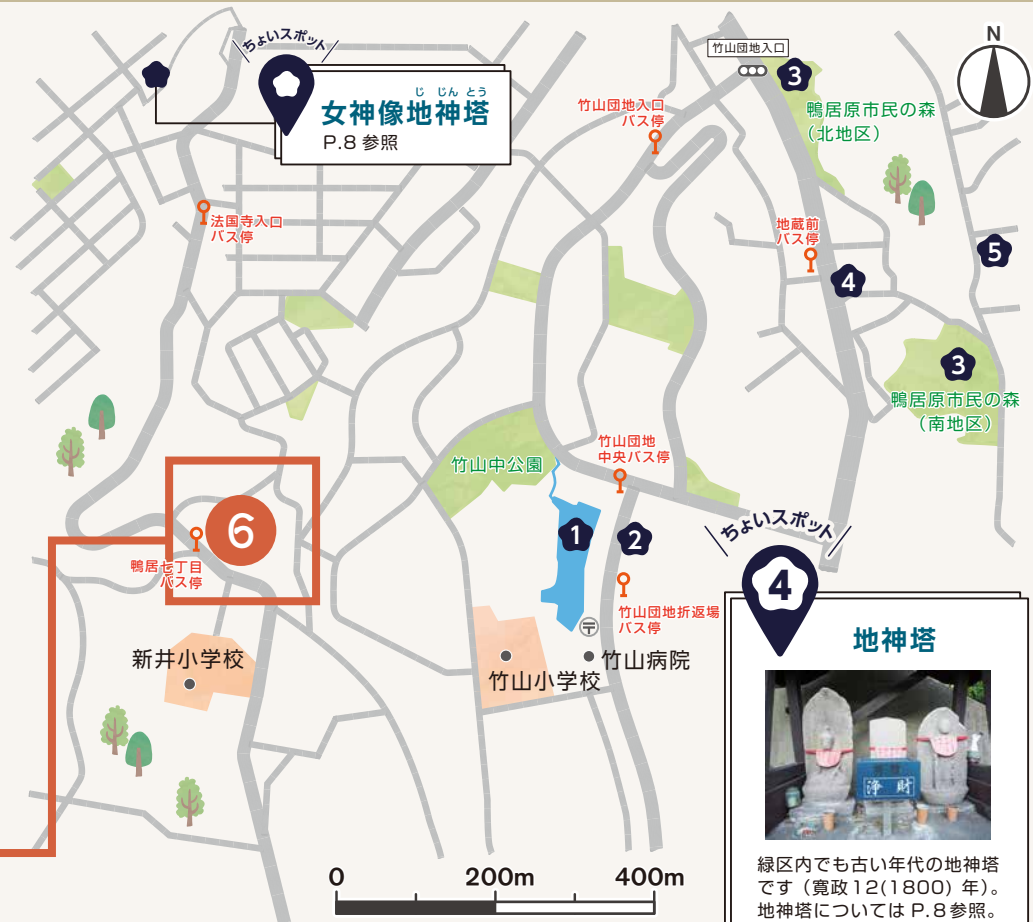 ちょいスポット
じ じん とう
女神像地神塔
P.8 参照
竹山団地入口
3
N
鴨居原市民の森
(北地区)
竹山団地入口
バス停
法国寺入口
バス停
地蔵前
バス停
5
4
3
鴨居原市民の森
(南地区)
竹山中公園
竹山団地
中央バス停
1
2
6
鴨居七丁目
バス停
竹山団地折返場
バス停
新井小学校
竹山小学校
竹山病院
ちょいスポット
4
地神塔
浄財
緑区内でも古い年代の地神塔
です(寛政12(1800) 年)。
地神塔については P.8参照。
0 200m 400m